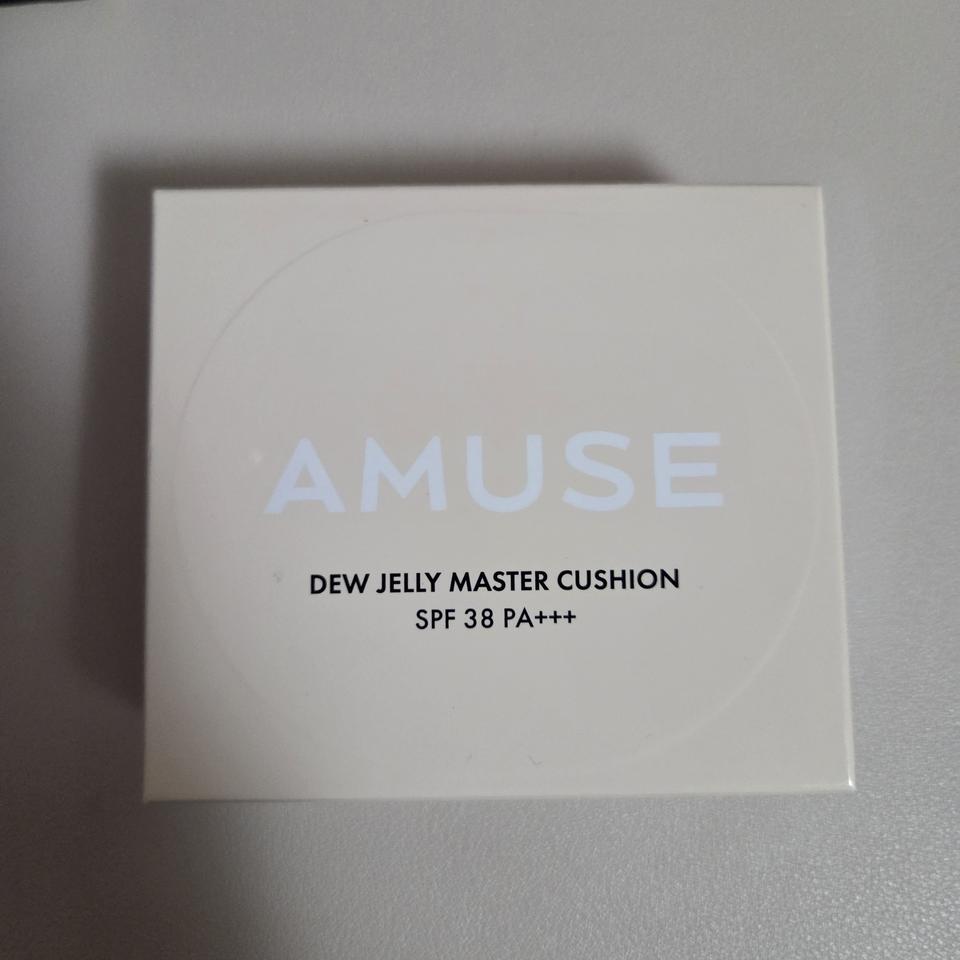 AMUSE
DEW JELLY MASTER CUSHION
SPF 38 PA+++